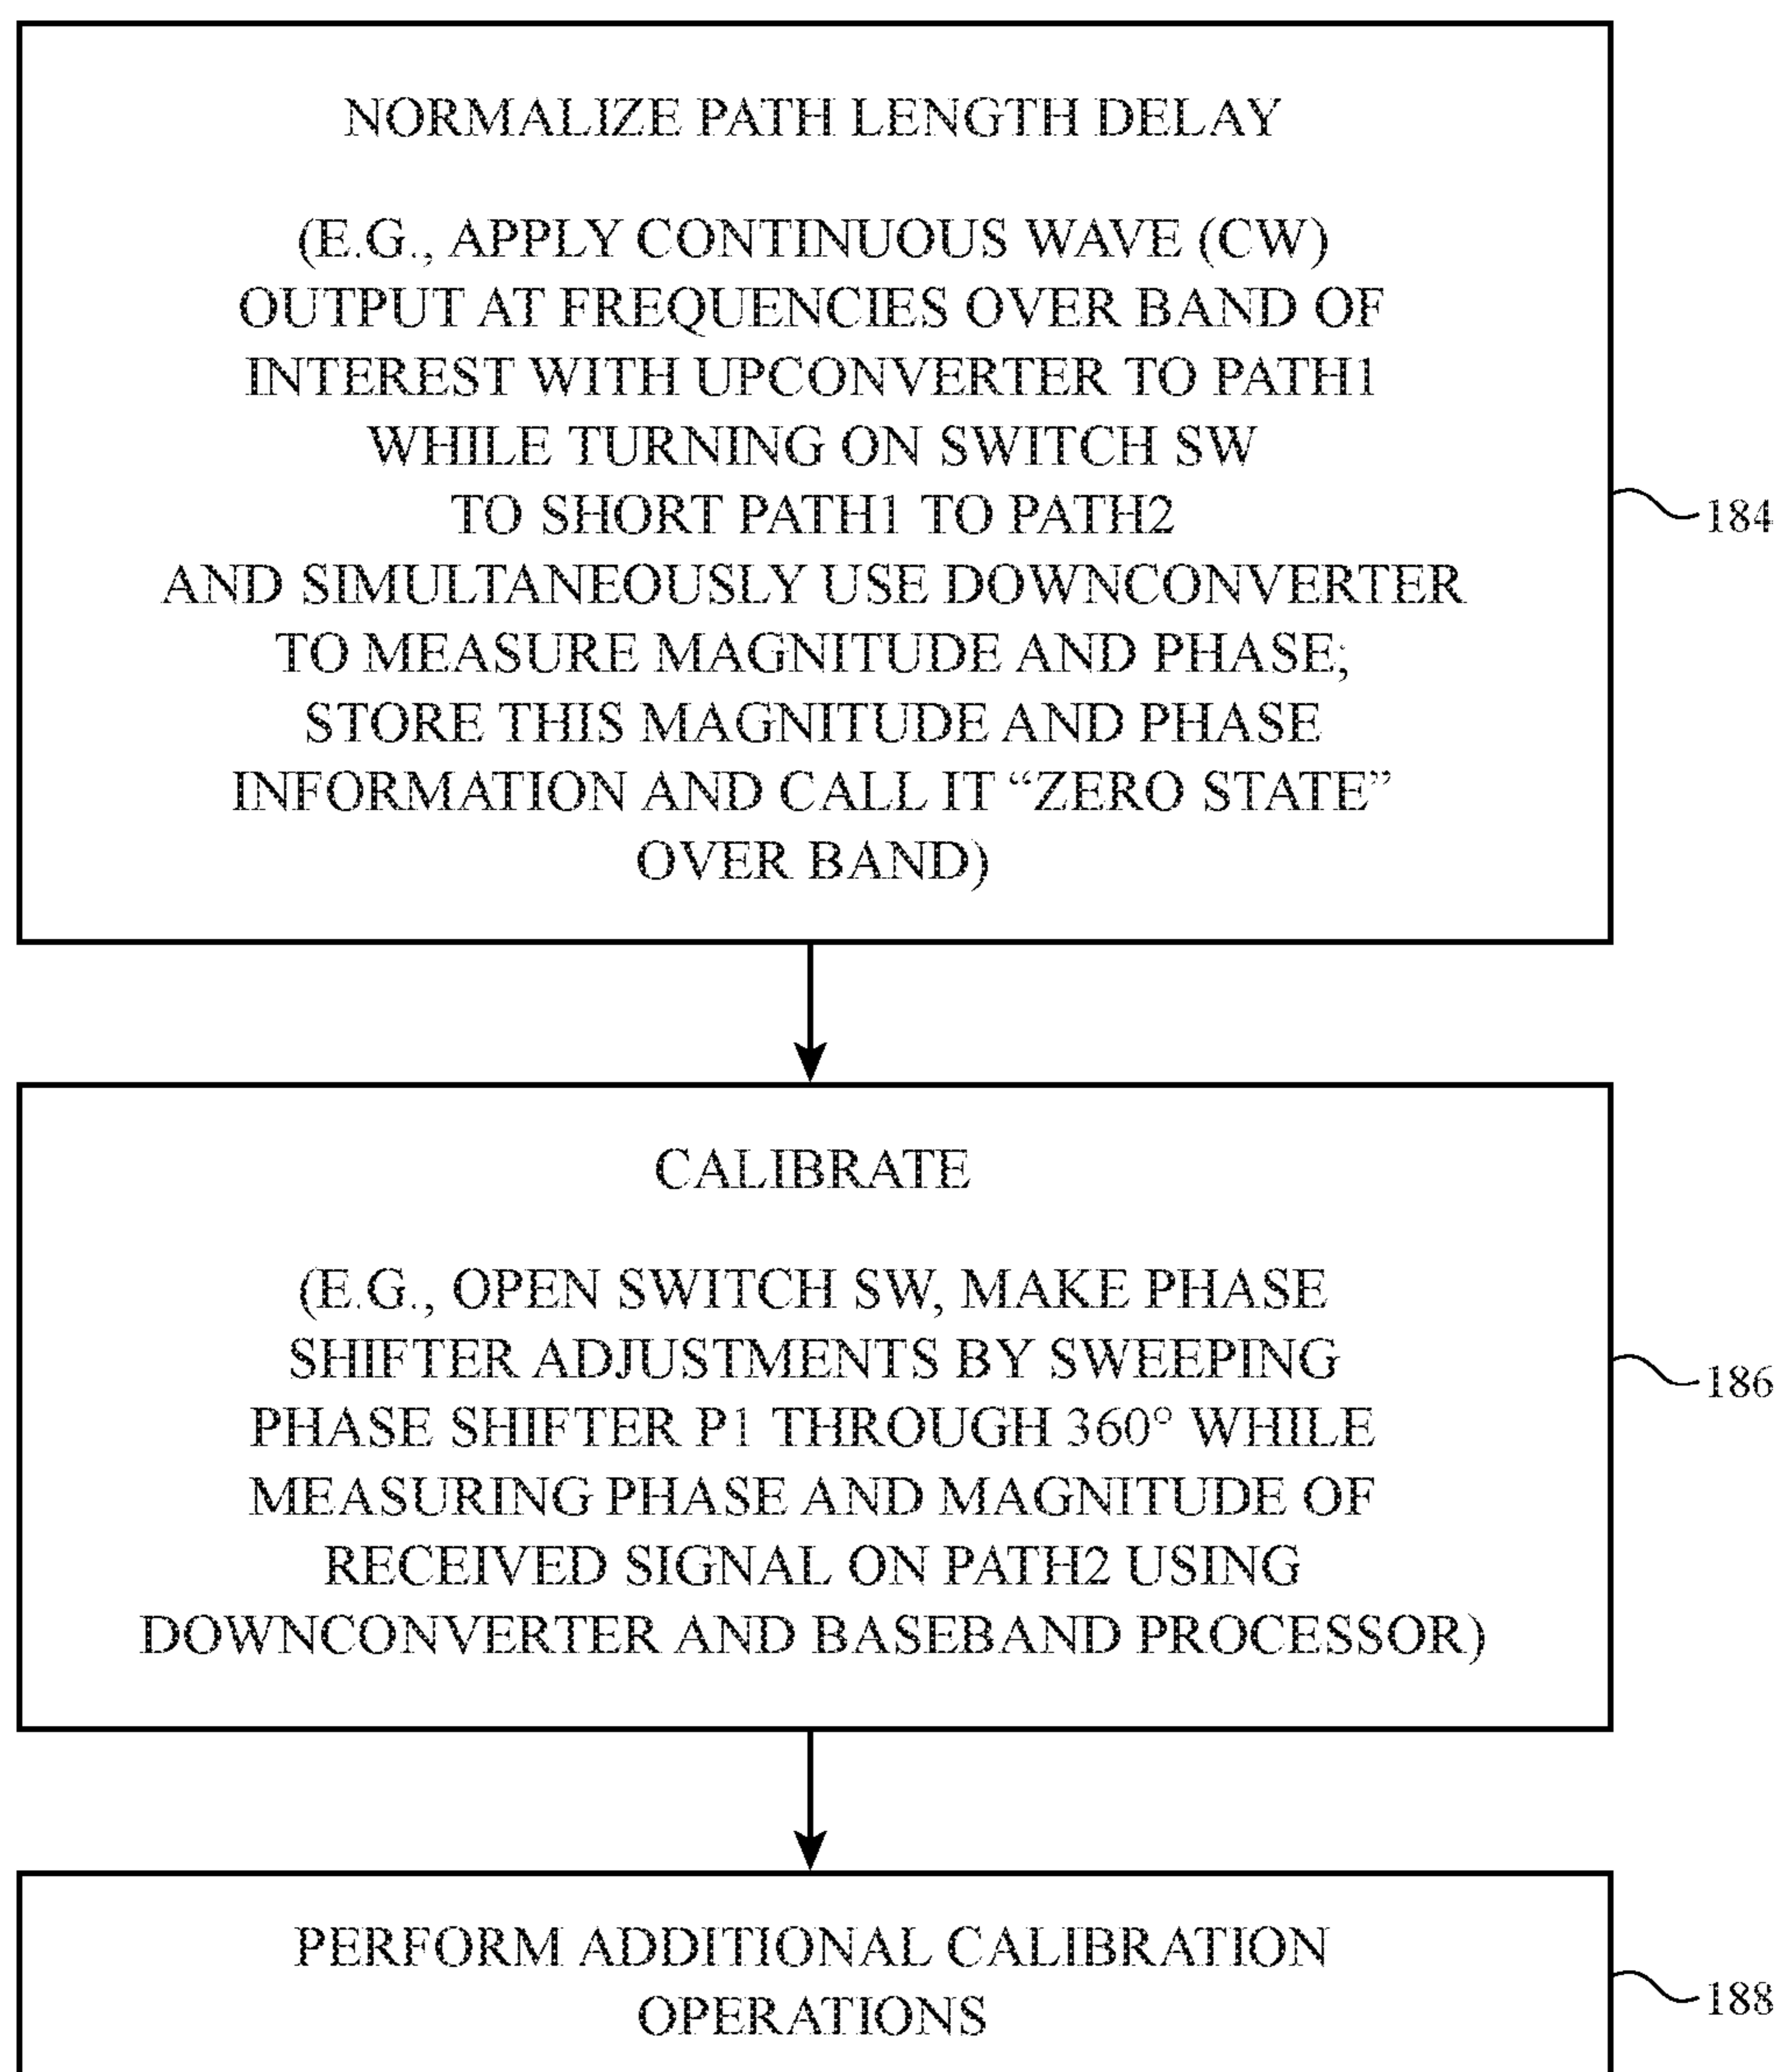 NORMALIZE PATH LENGTH DELAY
(E.G., APPLY CONTINUOUS WAVE (CW)
OUTPUT AT FREQUENCIES OVER BAND OF
INTEREST WITH UPCONVERTER TO PATH1
WHILE TURNING ON SWITCH SW
TO SHORT PATH1 TO PATH2
AND SIMULTANEOUSLY USE DOWNCONVERTER
TO MEASURE MAGNITUDE AND PHASE;
STORE THIS MAGNITUDE AND PHASE
INFORMATION AND CALL IT “ZERO STATE”
OVER BAND)
184
CALIBRATE
(E.G., OPEN SWITCH SW, MAKE PHASE
SHIFTER ADJUSTMENTS BY SWEEPING
PHASE SHIFTER P1 THROUGH 360° WHILE
MEASURING PHASE AND MAGNITUDE OF
RECEIVED SIGNAL ON PATH2 USING
DOWNCONVERTER AND BASEBAND PROCESSOR)
186
PERFORM ADDITIONAL CALIBRATION
OPERATIONS
188